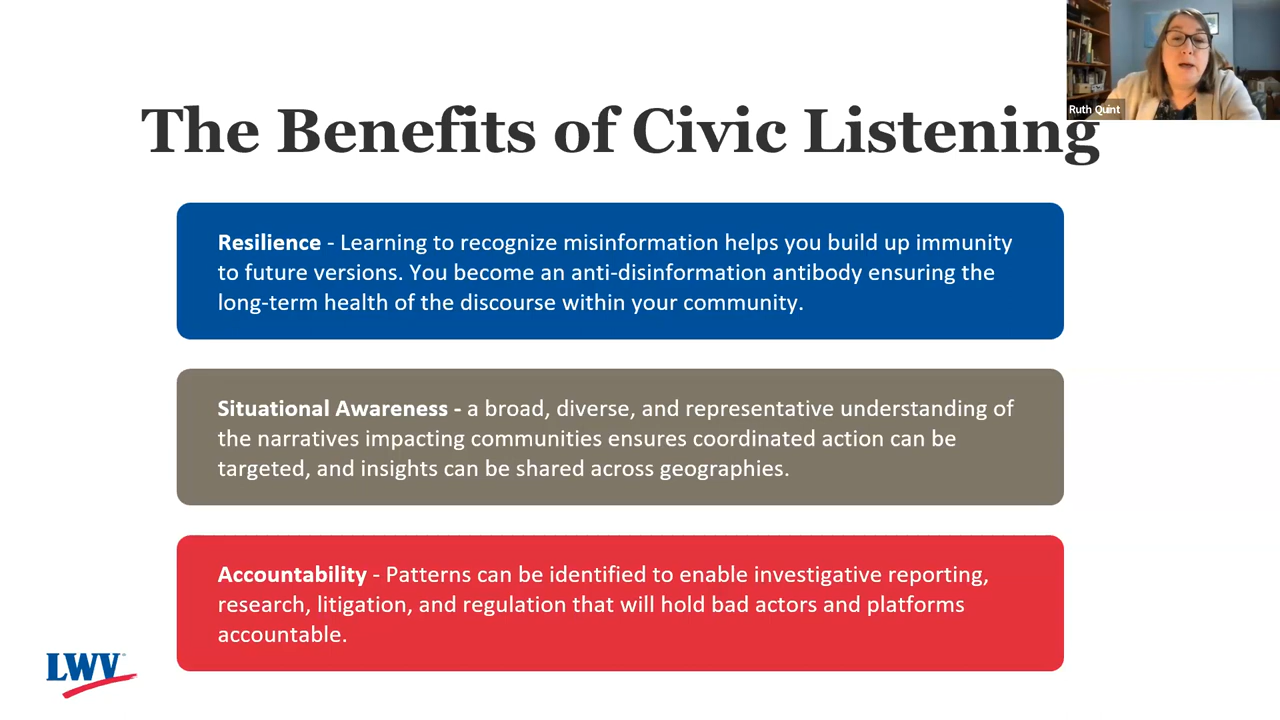 Ruth Quint
The Benefits of Civic Listening
Resilience - Learning to recognize misinformation helps you build up immunity
to future versions. You become an anti-disinformation antibody ensuring the
long-term health of the discourse within your community.
Situational Awareness - a broad, diverse, and representative understanding of
the narratives impacting communities ensures coordinated action can be
targeted, and insights can be shared across geographies.
Accountability - Patterns can be identified to enable investigative reporting,
research, litigation, and regulation that will hold bad actors and platforms
accountable.
LWV